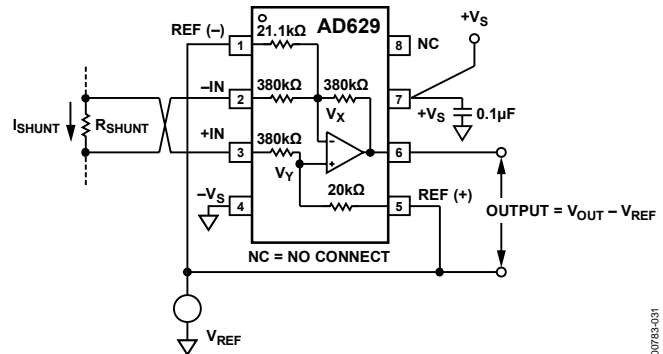 AD629
REF (–)
1
21.1kΩ
8
NC
+VS
–IN
2
380kΩ
380kΩ
7
+VS
0.1µF
ISHUNT
RSHUNT
VX
+IN
3
380kΩ
–
+
6
VY
–VS
4
20kΩ
REF (+)
5
OUTPUT = VOUT – VREF
NC = NO CONNECT
VREF
00783-031